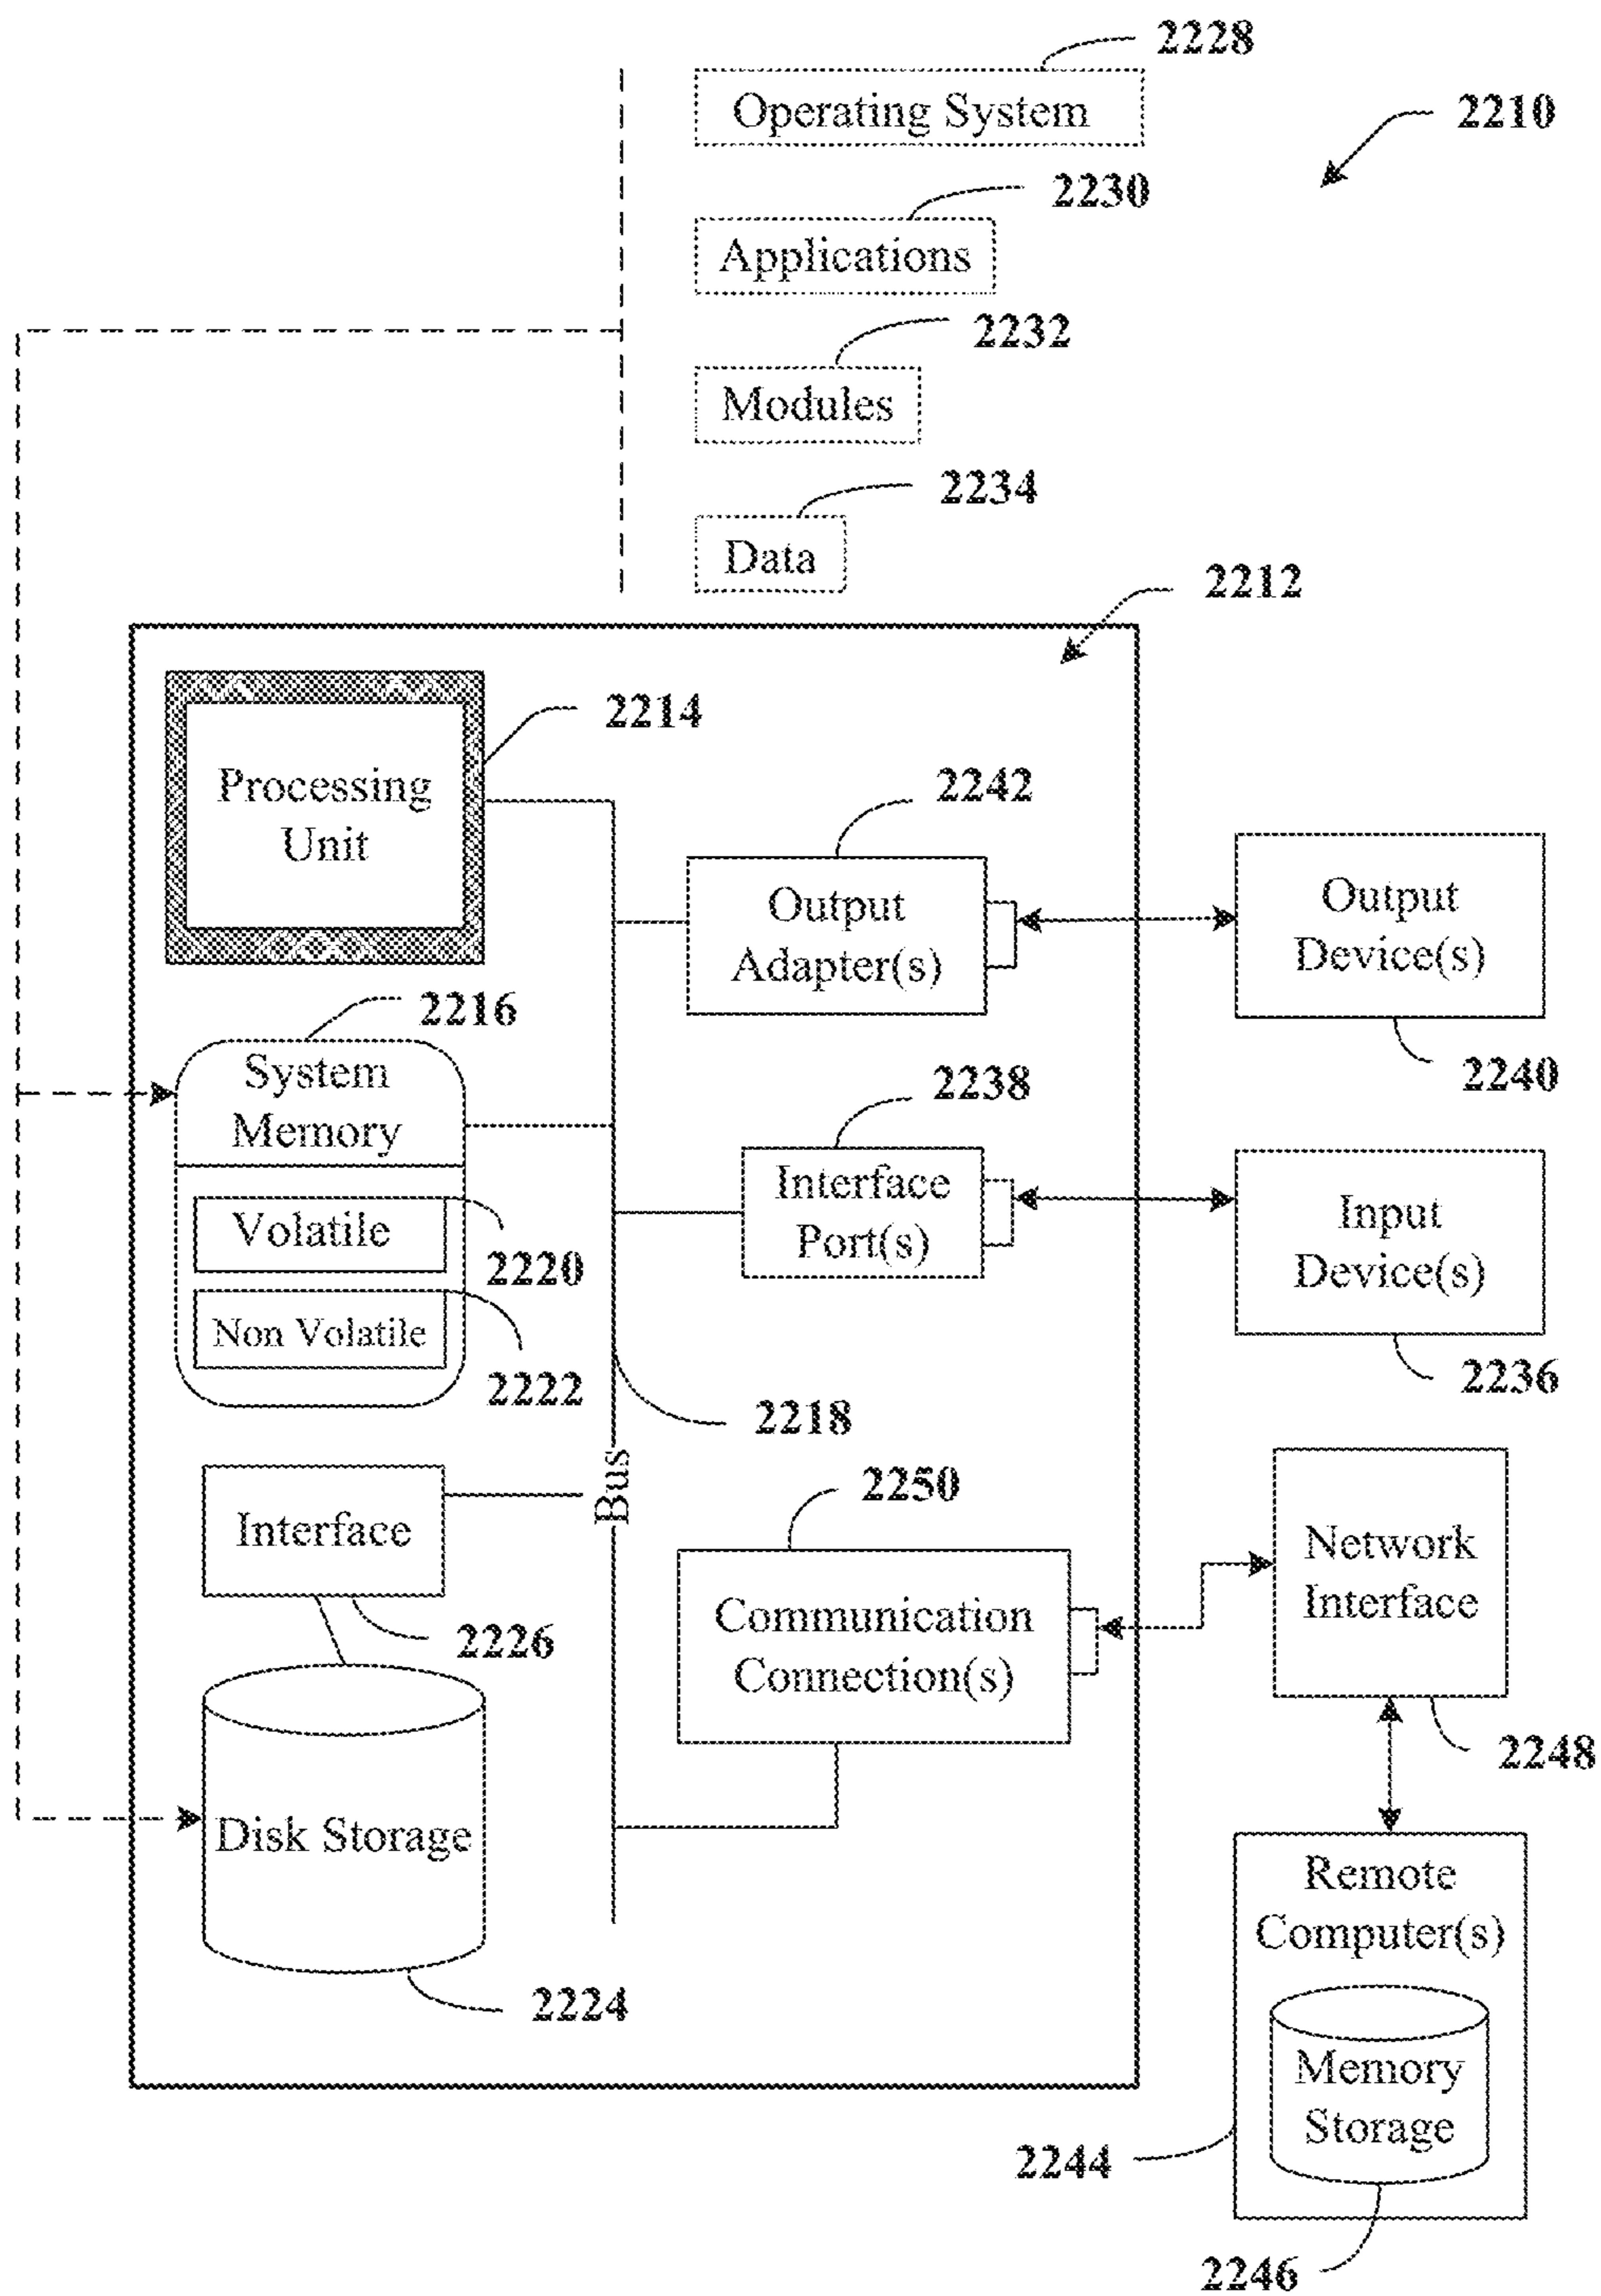 2228
Operating System
2210
2230
Applications
2232
Modules
2234
Data
2212
Processing
Unit
2214
2242
Output
Adapter(s)
Output
Device(s)
2240
2216
System
Memory
Volatile
2220
Non Volatile
2222
2238
Interface
Port(s)
Input
Device(s)
2236
2218
Bus
Interface
2226
2250
Communication
Connection(s)
Network
Interface
2248
Disk Storage
2224
Remote
Computer(s)
Memory
Storage
2244
2246